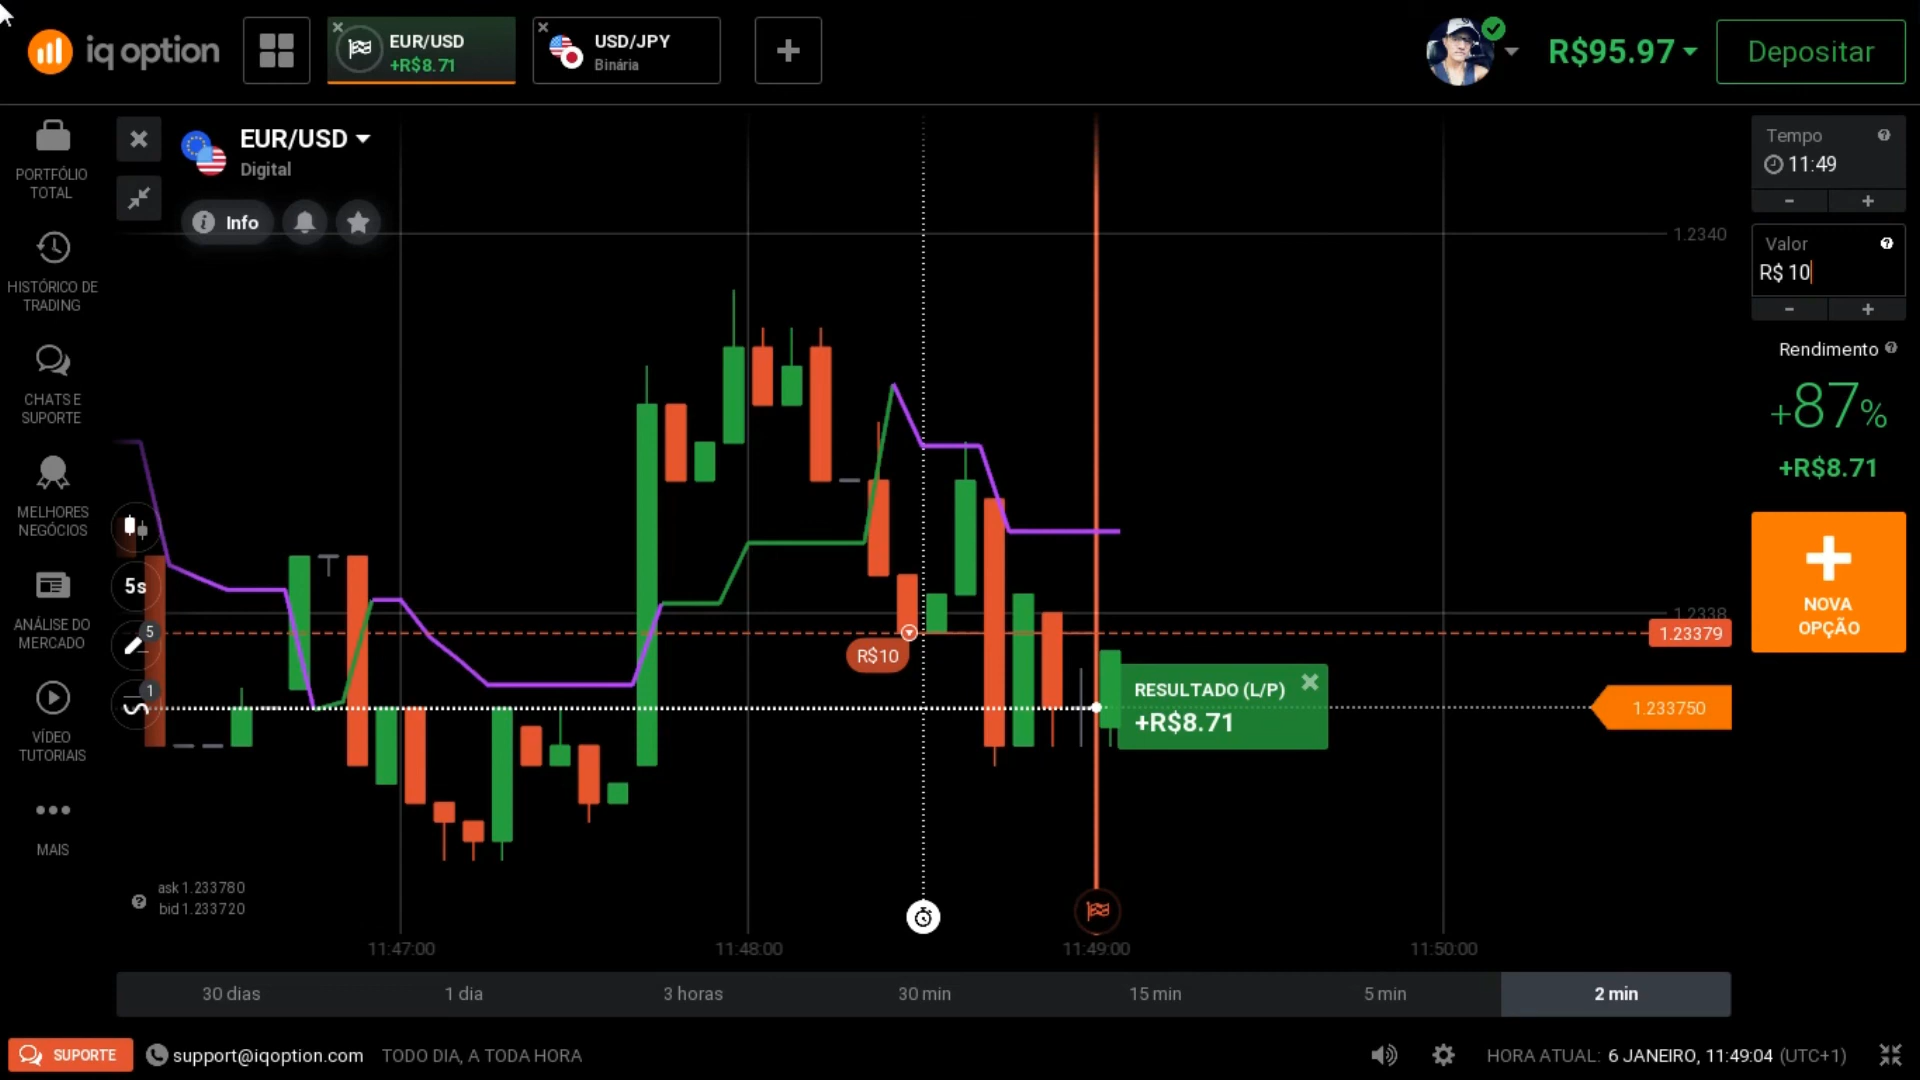 iq option
EUR/USD
+R$8.71
USD/JPY
Binária
R$95.97
Depositar
PORTFÓLIO
TOTAL
HISTÓRICO DE
TRADING
CHATS E
SUPORTE
MELHORES
NEGÓCIOS
ANÁLISE DO
MERCADO
VÍDEO
TUTORIAIS
MAIS
EUR/USD
Digital
Info
5s
5
1
ask 1.233780
bid 1.233720
R$10
RESULTADO (L/P)
+R$8.71
1.2340
1.2338
1.23379
1.233750
11:47:00
11:48:00
11:49:00
11:50:00
30 dias
1 dia
3 horas
30 min
15 min
5 min
2 min
Tempo
11:49
- +
Valor
R$ 10
- +
Rendimento
+87%
+R$8.71
NOVA
OPÇÃO
SUPORTE
support@iqoption.com
TODO DIA, A TODA HORA
HORA ATUAL: 6 JANEIRO, 11:49:04 (UTC+1)